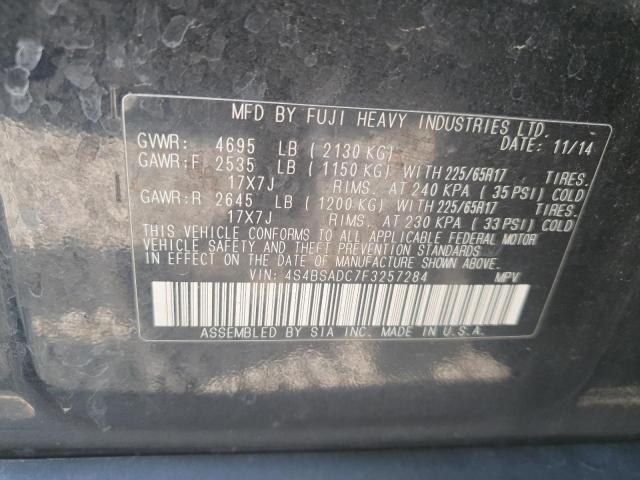 MFD BY FUJI HEAVY INDUSTRIES LTD.
GVWR: 4695 LB ( 2130 KG) DATE: 11/14
GAWR:F 2535 LB ( 1150 KG) WITH 225/65R17 TIRES.
17X7J RIMS. AT 240 KPA ( 35 PSI) COLD
GAWR:R 2645 LB ( 1200 KG) WITH 225/65R17 TIRES.
17X7J RIMS. AT 230 KPA ( 33 PSI) COLD
THIS VEHICLE CONFORMS TO ALL APPLICABLE FEDERAL MOTOR
VEHICLE SAFETY AND THEFT PREVENTION STANDARDS
IN EFFECT ON THE DATE OF MANUFACTURE SHOWN ABOVE.
VIN: 4S4BSADC7F3257284 MPV
ASSEMBLED BY SIA INC. MADE IN U.S.A.